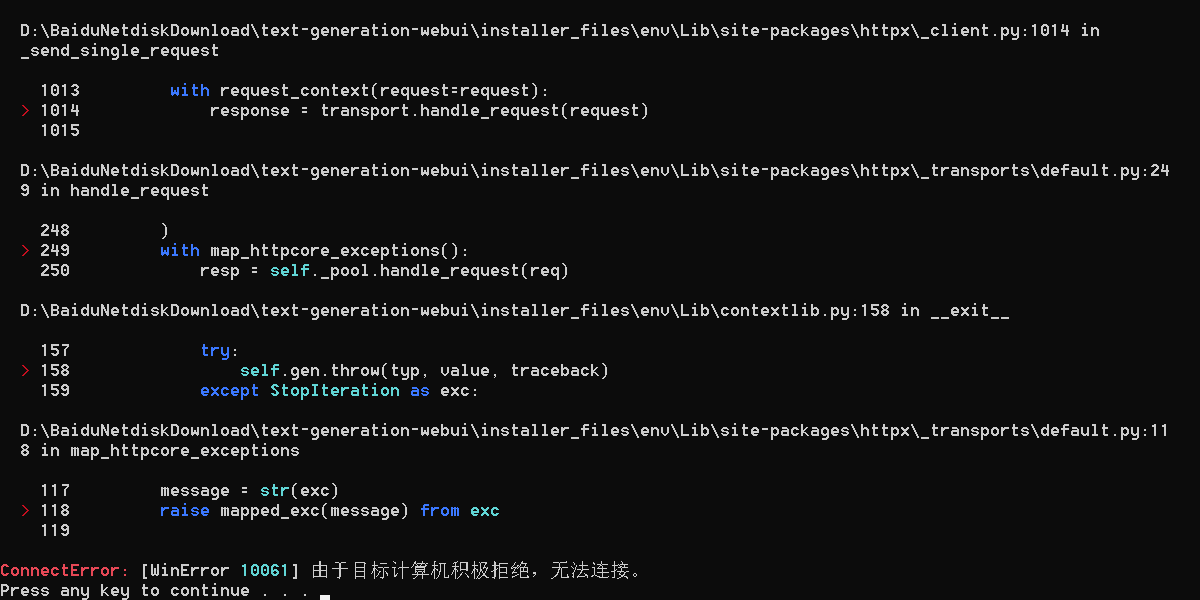 D:\BaiduNetdiskDownload\text-generation-webui\installer_files\env\Lib\site-packages\httpx\_client.py:1014 in
_send_single_request
1013 with request_context(request=request):
> 1014 response = transport.handle_request(request)
1015
D:\BaiduNetdiskDownload\text-generation-webui\installer_files\env\Lib\site-packages\httpx\_transports\default.py:24
9 in handle_request
248 )
> 249 with map_httpcore_exceptions():
250 resp = self._pool.handle_request(req)
D:\BaiduNetdiskDownload\text-generation-webui\installer_files\env\Lib\contextlib.py:158 in __exit__
157 try:
> 158 self.gen.throw(typ, value, traceback)
159 except StopIteration as exc:
D:\BaiduNetdiskDownload\text-generation-webui\installer_files\env\Lib\site-packages\httpx\_transports\default.py:11
8 in map_httpcore_exceptions
117 message = str(exc)
> 118 raise mapped_exc(message) from exc
119
ConnectError: [WinError 10061] 由于目标计算机积极拒绝，无法连接。
Press any key to continue . . .